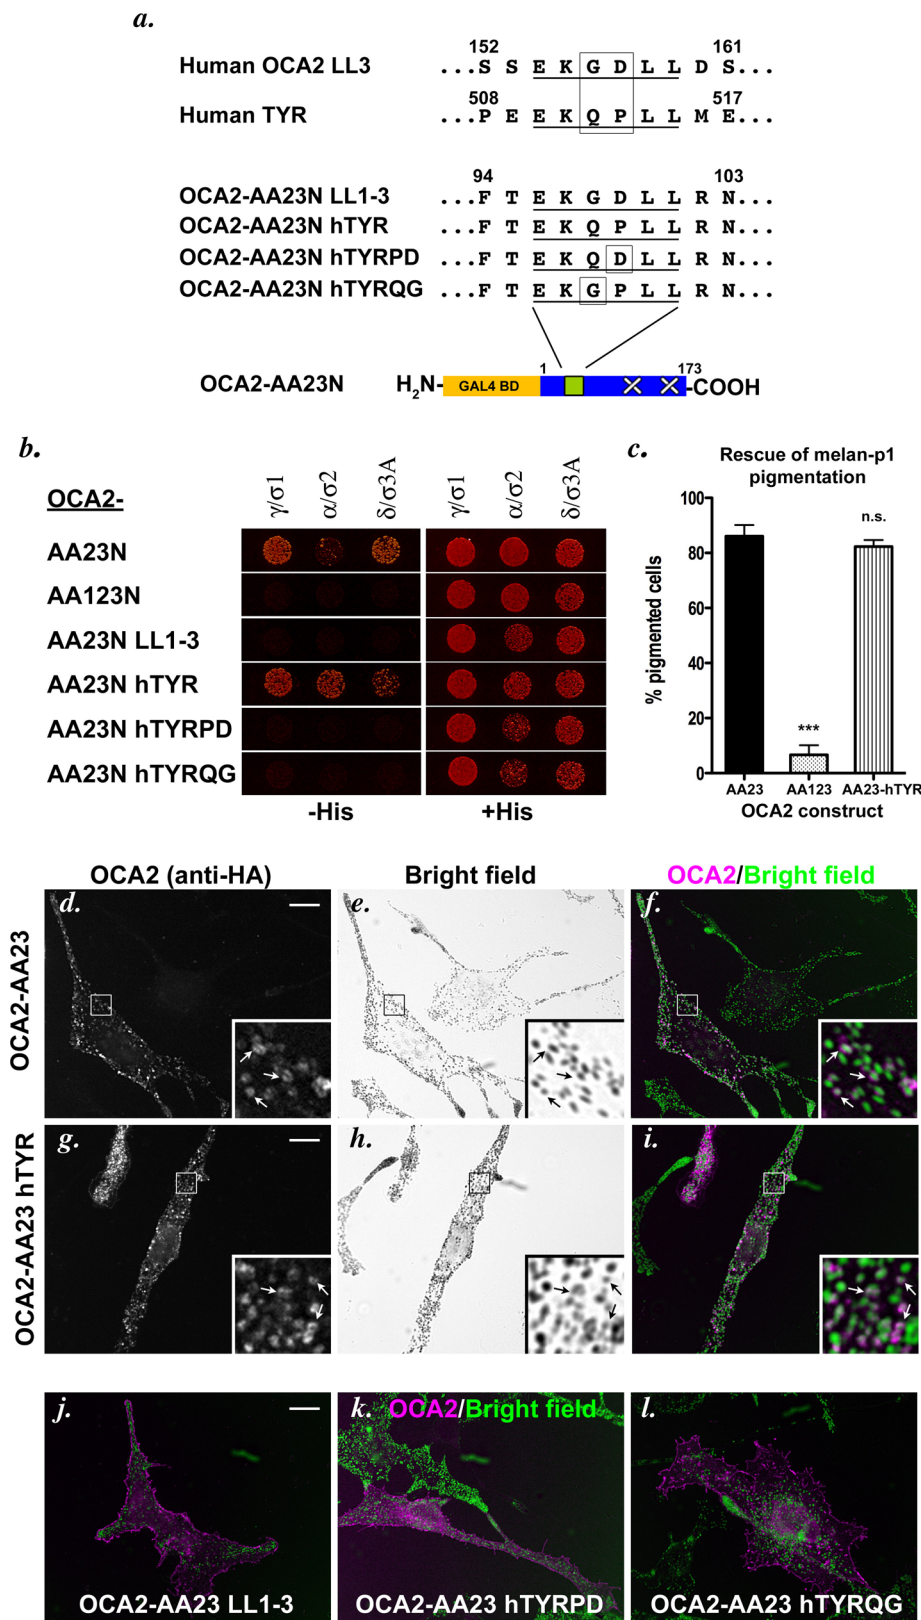 a.
152 161
Human OCA2 LL3 ...S S E K G D L L D S...
508 517
Human TYR ...P E E K Q P L L M E...
94 103
OCA2-AA23N LL1-3 ...F T E K G D L L R N...
OCA2-AA23N hTYR ...F T E K Q P L L R N...
OCA2-AA23N hTYRPD ...F T E K Q D L L R N...
OCA2-AA23N hTYRQG ...F T E K G P L L R N...
1 173
OCA2-AA23N H2N- GAL4 BD -COOH
b.
OCA2- γ/σ1 α/σ2 δ/σ3A γ/σ1 α/σ2 δ/σ3A
AA23N
AA123N
AA23N LL1-3
AA23N hTYR
AA23N hTYRPD
AA23N hTYRQG
-His +His
c.
Rescue of melan-p1
pigmentation
% pigmented cells
100
80
60
40
20
0
n.s.
***
AA23 AA123 AA23-hTYR
OCA2 construct
OCA2 (anti-HA) Bright field OCA2/Bright field
OCA2-AA23
d. e. f.
OCA2-AA23 hTYR
g. h. i.
j. k. OCA2/Bright field l.
OCA2-AA23 LL1-3 OCA2-AA23 hTYRPD OCA2-AA23 hTYRQG